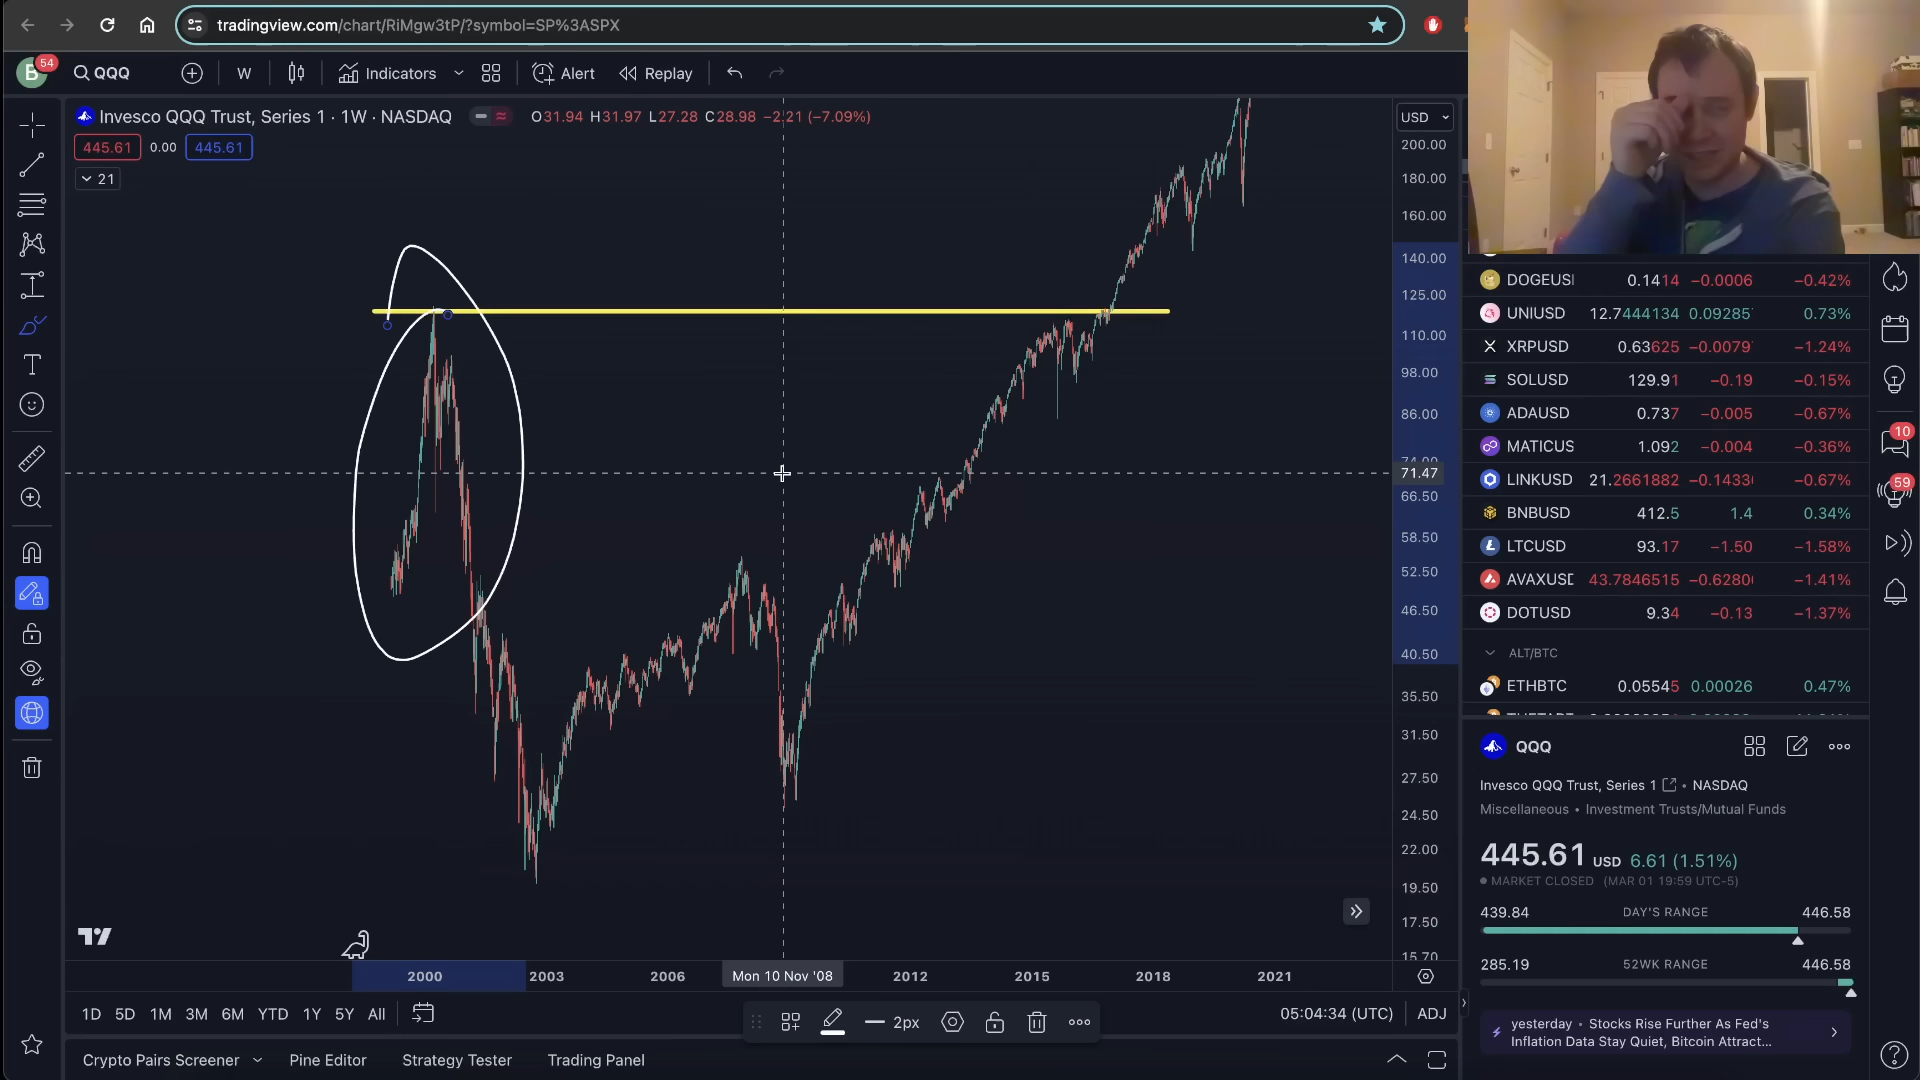 tradingview.com/chart/RiMgw3tP/?symbol=SP%3ASPX
B 54 QQQ W Indicators Alert Replay
Invesco QQQ Trust, Series 1 · 1W · NASDAQ O31.94 H31.97 L27.28 C28.98 −2.21 (−7.09%)
USD
445.61 0.00 445.61
21
200.00
180.00
160.00
140.00
125.00
110.00
98.00
86.00
74.00
71.47
66.50
58.50
52.50
46.50
40.50
35.50
31.50
27.50
24.50
22.00
19.50
17.50
15.70
2000 2003 2006 Mon 10 Nov '08 2012 2015 2018 2021
1D 5D 1M 3M 6M YTD 1Y 5Y All 2px 05:04:34 (UTC) ADJ
Crypto Pairs Screener Pine Editor Strategy Tester Trading Panel
DOGEUSI 0.1414 −0.0006 −0.42%
UNIUSD 12.7444134 0.09285 0.73%
XRPUSD 0.63625 −0.0079 −1.24%
SOLUSD 129.91 −0.19 −0.15%
ADAUSD 0.737 −0.005 −0.67%
MATICUS 1.092 −0.004 −0.36%
LINKUSD 21.2661882 −0.1433 −0.67%
BNBUSD 412.5 1.4 0.34%
LTCUSD 93.17 −1.50 −1.58%
AVAXUSD 43.7846515 −0.6280 −1.41%
DOTUSD 9.34 −0.13 −1.37%
ALT/BTC
ETHBTC 0.05545 0.00026 0.47%
10
59
QQQ
Invesco QQQ Trust, Series 1 • NASDAQ
Miscellaneous • Investment Trusts/Mutual Funds
445.61 USD 6.61 (1.51%)
MARKET CLOSED (MAR 01 19:59 UTC-5)
439.84 DAY'S RANGE 446.58
285.19 52WK RANGE 446.58
yesterday • Stocks Rise Further As Fed's
Inflation Data Stay Quiet, Bitcoin Attract...